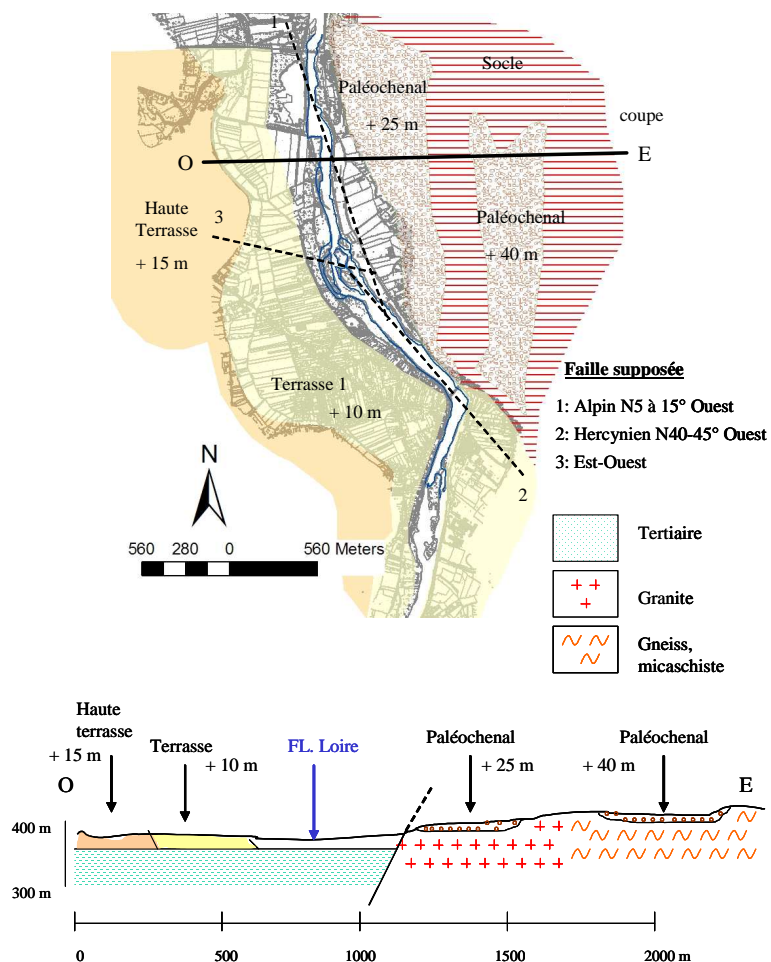 1
Socle
Paléochenal
+ 25 m
coupe
O
E
Haute
Terrasse
3
+ 15 m
Paléochenal
+ 40 m
Faille supposée
Terrasse 1
+ 10 m
1: Alpin N5 à 15° Ouest
2: Hercynien N40-45° Ouest
3: Est-Ouest
N
2
560 280 0 560 Meters
Tertiaire
Granite
Gneiss,
micaschiste
Haute
terrasse
+ 15 m
Terrasse
+ 10 m
FL. Loire
Paléochenal
+ 25 m
Paléochenal
+ 40 m
O
E
400 m
300 m
0 500 1000 1500 2000 m